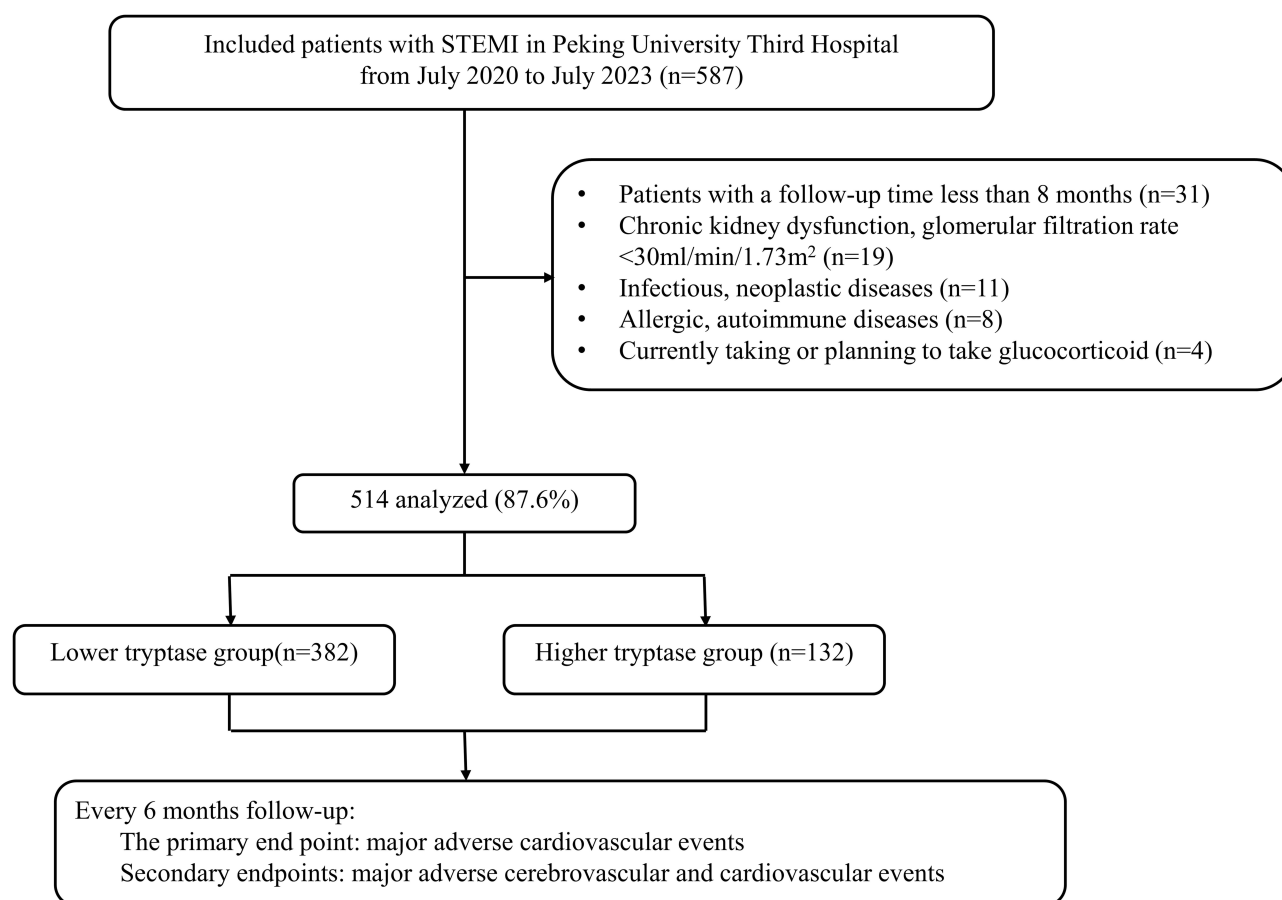 Included patients with STEMI in Peking University Third Hospital
from July 2020 to July 2023 (n=587)
• Patients with a follow-up time less than 8 months (n=31)
• Chronic kidney dysfunction, glomerular filtration rate
<30ml/min/1.73m² (n=19)
• Infectious, neoplastic diseases (n=11)
• Allergic, autoimmune diseases (n=8)
• Currently taking or planning to take glucocorticoid (n=4)
514 analyzed (87.6%)
Lower tryptase group(n=382)
Higher tryptase group (n=132)
Every 6 months follow-up:
The primary end point: major adverse cardiovascular events
Secondary endpoints: major adverse cerebrovascular and cardiovascular events